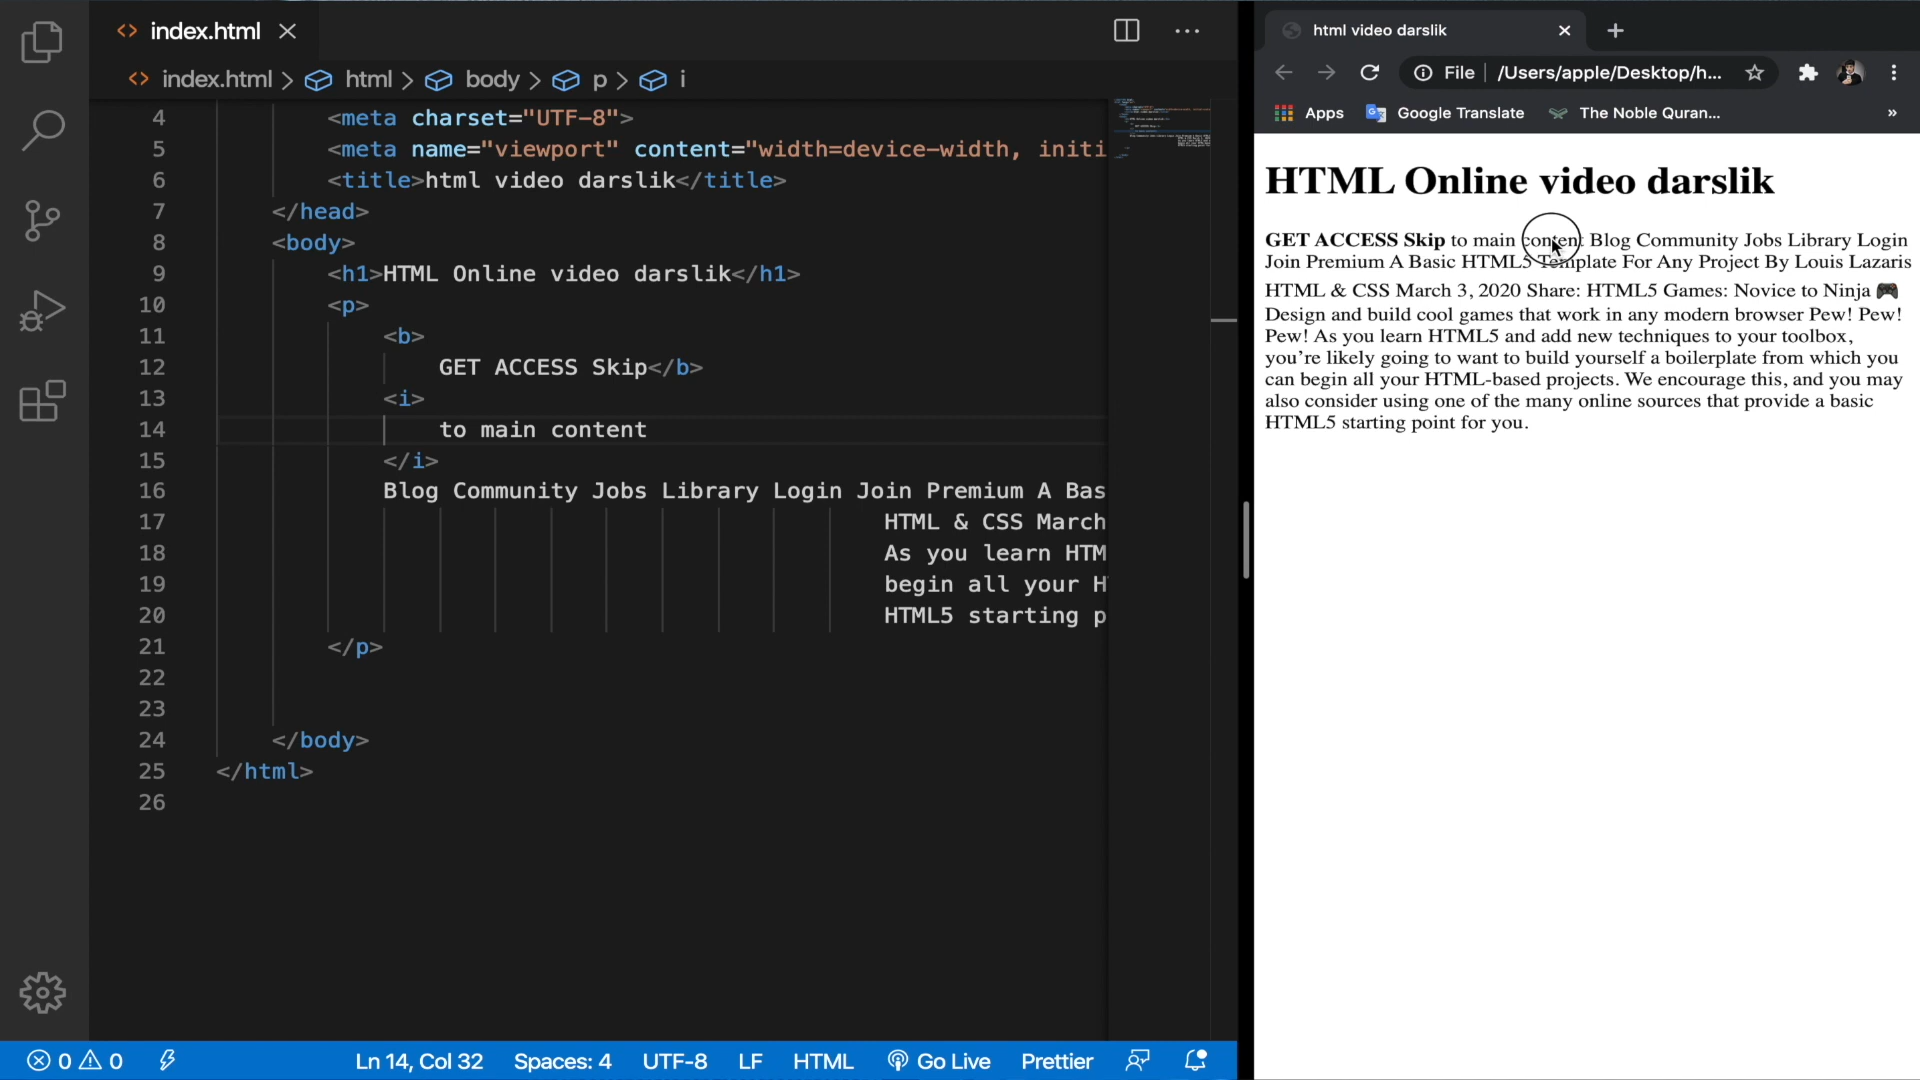 index.html
index.html > html > body > p > i
4 <meta charset="UTF-8">
5 <meta name="viewport" content="width=device-width, initi
6 <title>html video darslik</title>
7 </head>
8 <body>
9 <h1>HTML Online video darslik</h1>
10 <p>
11 <b>
12 GET ACCESS Skip</b>
13 <i>
14 to main content
15 </i>
16 Blog Community Jobs Library Login Join Premium A Bas
17 HTML & CSS March
18 As you learn HTM
19 begin all your H
20 HTML5 starting p
21 </p>
22
23
24 </body>
25 </html>
26
0 0 Ln 14, Col 32 Spaces: 4 UTF-8 LF HTML Go Live Prettier
html video darslik
File /Users/apple/Desktop/h...
Apps Google Translate The Noble Quran... »
HTML Online video darslik
GET ACCESS Skip to main content Blog Community Jobs Library Login
Join Premium A Basic HTML5 Template For Any Project By Louis Lazaris
HTML & CSS March 3, 2020 Share: HTML5 Games: Novice to Ninja 🎮
Design and build cool games that work in any modern browser Pew! Pew!
Pew! As you learn HTML5 and add new techniques to your toolbox,
you’re likely going to want to build yourself a boilerplate from which you
can begin all your HTML-based projects. We encourage this, and you may
also consider using one of the many online sources that provide a basic
HTML5 starting point for you.